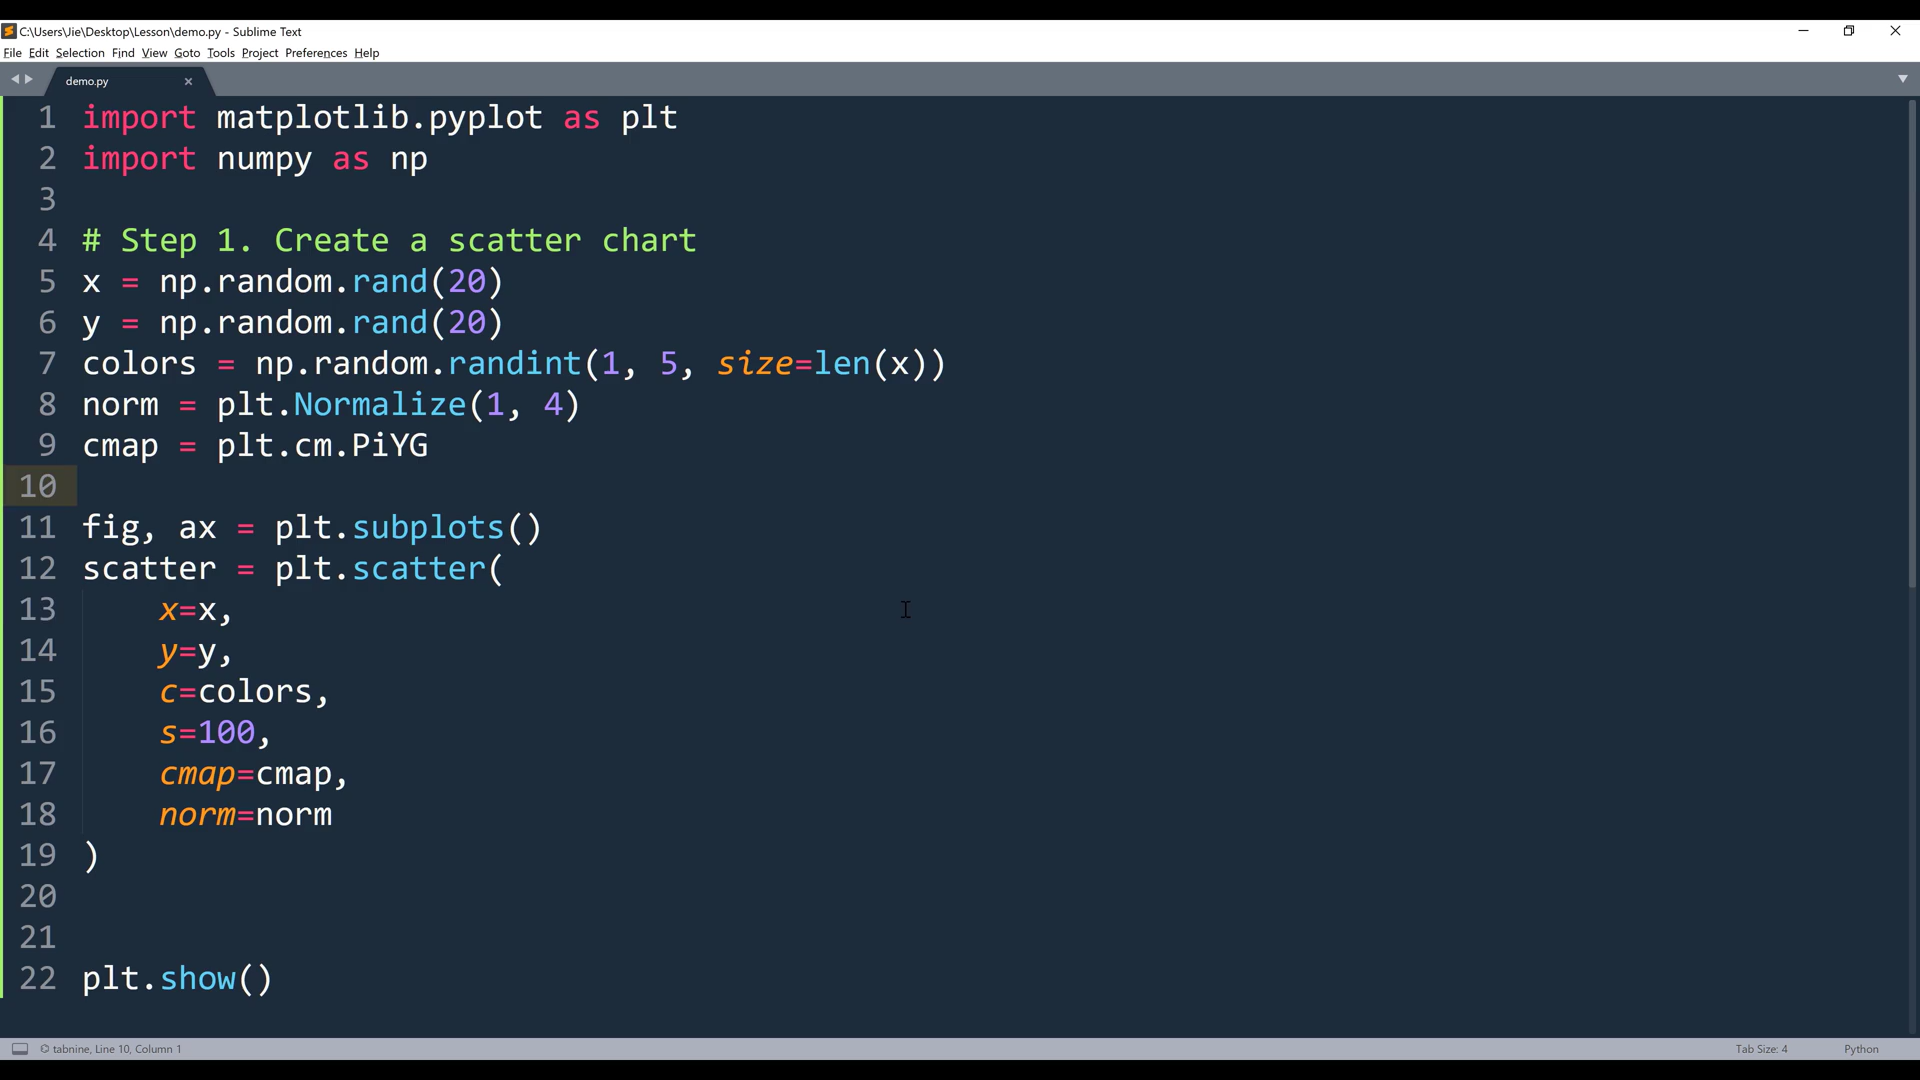 C:\Users\Jie\Desktop\Lesson\demo.py - Sublime Text
File Edit Selection Find View Goto Tools Project Preferences Help
demo.py
1 import matplotlib.pyplot as plt
2 import numpy as np
3
4 # Step 1. Create a scatter chart
5 x = np.random.rand(20)
6 y = np.random.rand(20)
7 colors = np.random.randint(1, 5, size=len(x))
8 norm = plt.Normalize(1, 4)
9 cmap = plt.cm.PiYG
10
11 fig, ax = plt.subplots()
12 scatter = plt.scatter(
13     x=x,
14     y=y,
15     c=colors,
16     s=100,
17     cmap=cmap,
18     norm=norm
19 )
20
21
22 plt.show()
tabnine, Line 10, Column 1 Tab Size: 4 Python